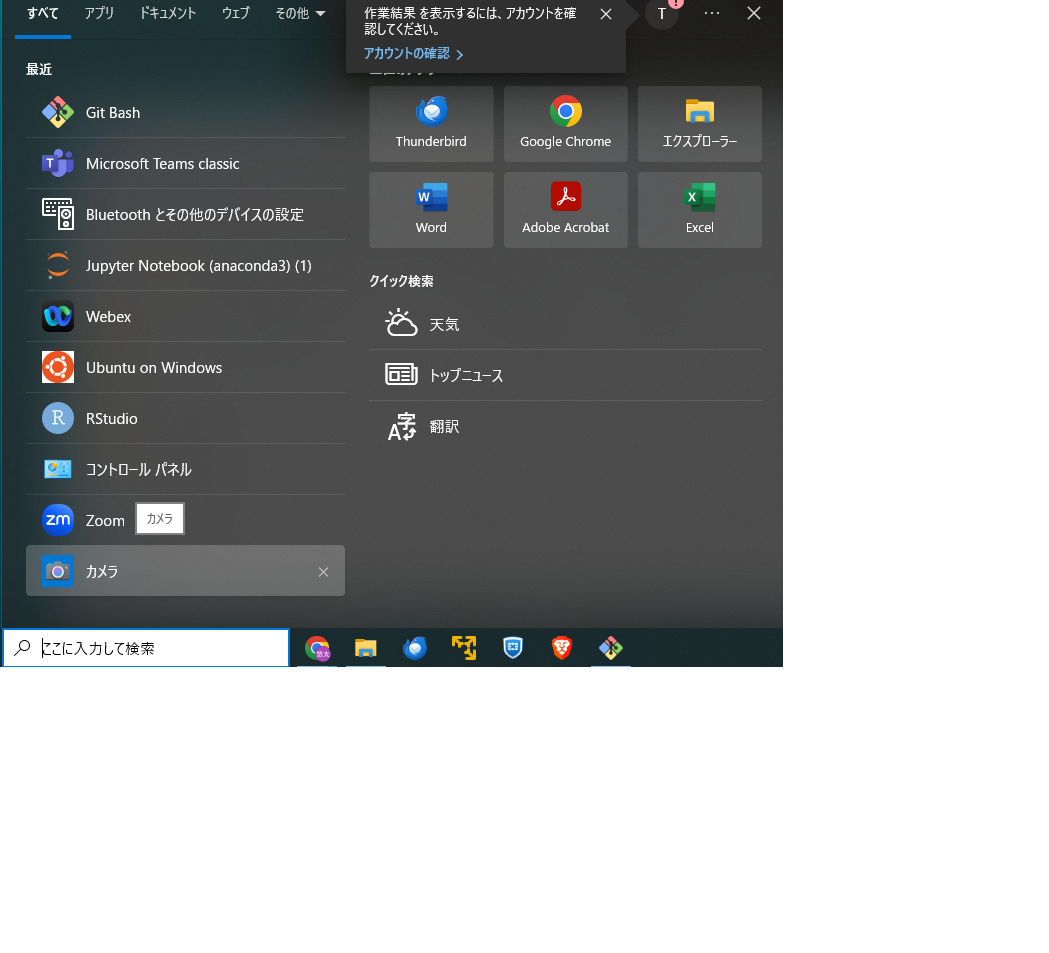 すべて アプリ ドキュメント ウェブ その他
作業結果 を表示するには、アカウントを確
認してください。
アカウントの確認
T
最近
Git Bash
Microsoft Teams classic
Bluetooth とその他のデバイスの設定
Jupyter Notebook (anaconda3) (1)
Webex
Ubuntu on Windows
RStudio
コントロール パネル
Zoom
カメラ
カメラ
Thunderbird
Google Chrome
エクスプローラー
Word
Adobe Acrobat
Excel
クイック検索
天気
トップニュース
翻訳
ここに入力して検索